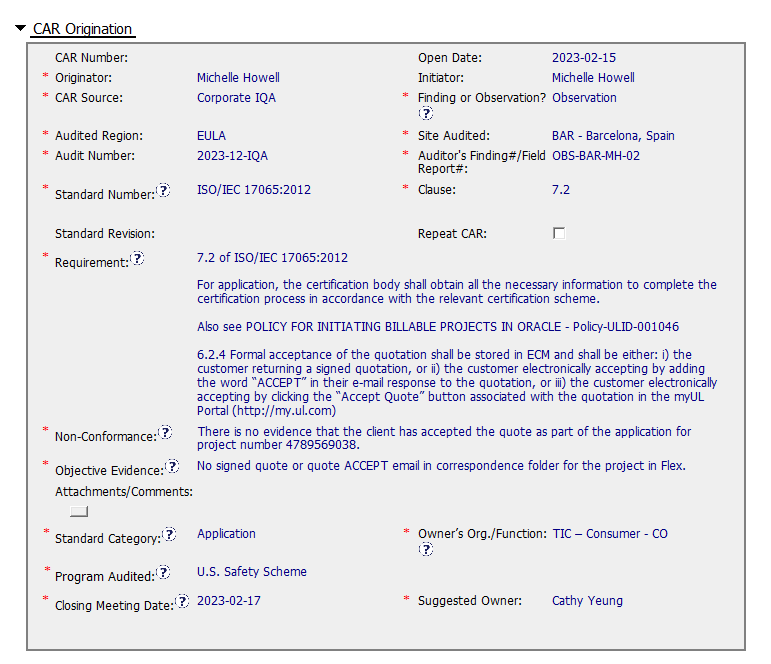 CAR Origination
CAR Number: Open Date: 2023-02-15
* Originator: Michelle Howell Initiator: Michelle Howell
* CAR Source: Corporate IQA * Finding or Observation? Observation
?
* Audited Region: EULA * Site Audited: BAR - Barcelona, Spain
* Audit Number: 2023-12-IQA * Auditor's Finding#/Field OBS-BAR-MH-02
Report#:
* Standard Number: ? ISO/IEC 17065:2012 * Clause: 7.2
Standard Revision: Repeat CAR:
* Requirement: ? 7.2 of ISO/IEC 17065:2012
For application, the certification body shall obtain all the necessary information to complete the
certification process in accordance with the relevant certification scheme.
Also see POLICY FOR INITIATING BILLABLE PROJECTS IN ORACLE - Policy-ULID-001046
6.2.4 Formal acceptance of the quotation shall be stored in ECM and shall be either: i) the
customer returning a signed quotation, or ii) the customer electronically accepting by adding
the word “ACCEPT” in their e-mail response to the quotation, or iii) the customer electronically
accepting by clicking the “Accept Quote” button associated with the quotation in the myUL
Portal (http://my.ul.com)
* Non-Conformance: ? There is no evidence that the client has accepted the quote as part of the application for
project number 4789569038.
* Objective Evidence: ? No signed quote or quote ACCEPT email in correspondence folder for the project in Flex.
Attachments/Comments:
* Standard Category: ? Application * Owner’s Org./Function: TIC – Consumer - CO
?
* Program Audited: ? U.S. Safety Scheme
* Closing Meeting Date: ? 2023-02-17 * Suggested Owner: Cathy Yeung